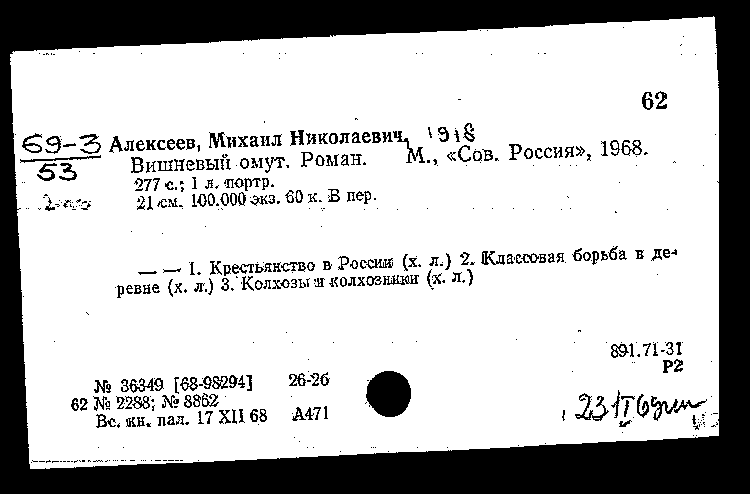 62
69-3 Алексеев, Михаил Николаевич, 1918
53 Вишневый омут. Роман. М., «Сов. Россия», 1968.
277 с.; 1 л. портр.
21 см. 100.000 экз. 60 к. В пер.
— — 1. Крестьянство в России (х. л.) 2. Классовая борьба в де-
ревне (х. л.) 3. Колхозы и колхозники (х. л.)
891.71-31
Р2
№ 36349 [68-98294] 26-26
62 № 2288; № 8862
Вс. кн. пал. 17 XII 68 А471